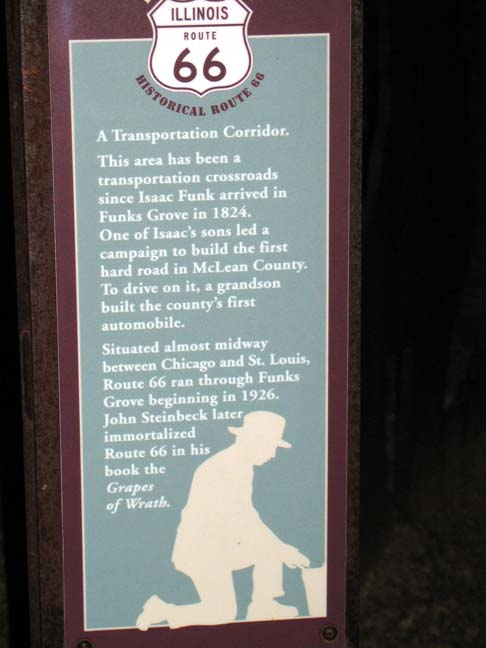 ILLINOIS
ROUTE
66
HISTORICAL ROUTE 66
A Transportation Corridor.
This area has been a
transportation crossroads
since Isaac Funk arrived in
Funks Grove in 1824.
One of Isaac's sons led a
campaign to build the first
hard road in McLean County.
To drive on it, a grandson
built the county's first
automobile.
Situated almost midway
between Chicago and St. Louis,
Route 66 ran through Funks
Grove beginning in 1926.
John Steinbeck later
immortalized
Route 66 in his
book the
Grapes
of Wrath.